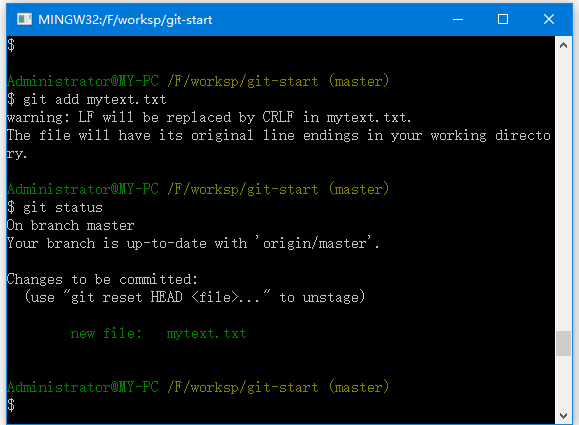 MINGW32:/F/worksp/git-start
$
Administrator@MY-PC /F/worksp/git-start (master)
$ git add mytext.txt
warning: LF will be replaced by CRLF in mytext.txt.
The file will have its original line endings in your working directo
ry.
Administrator@MY-PC /F/worksp/git-start (master)
$ git status
On branch master
Your branch is up-to-date with 'origin/master'.
Changes to be committed:
  (use "git reset HEAD <file>..." to unstage)
        new file:   mytext.txt
Administrator@MY-PC /F/worksp/git-start (master)
$